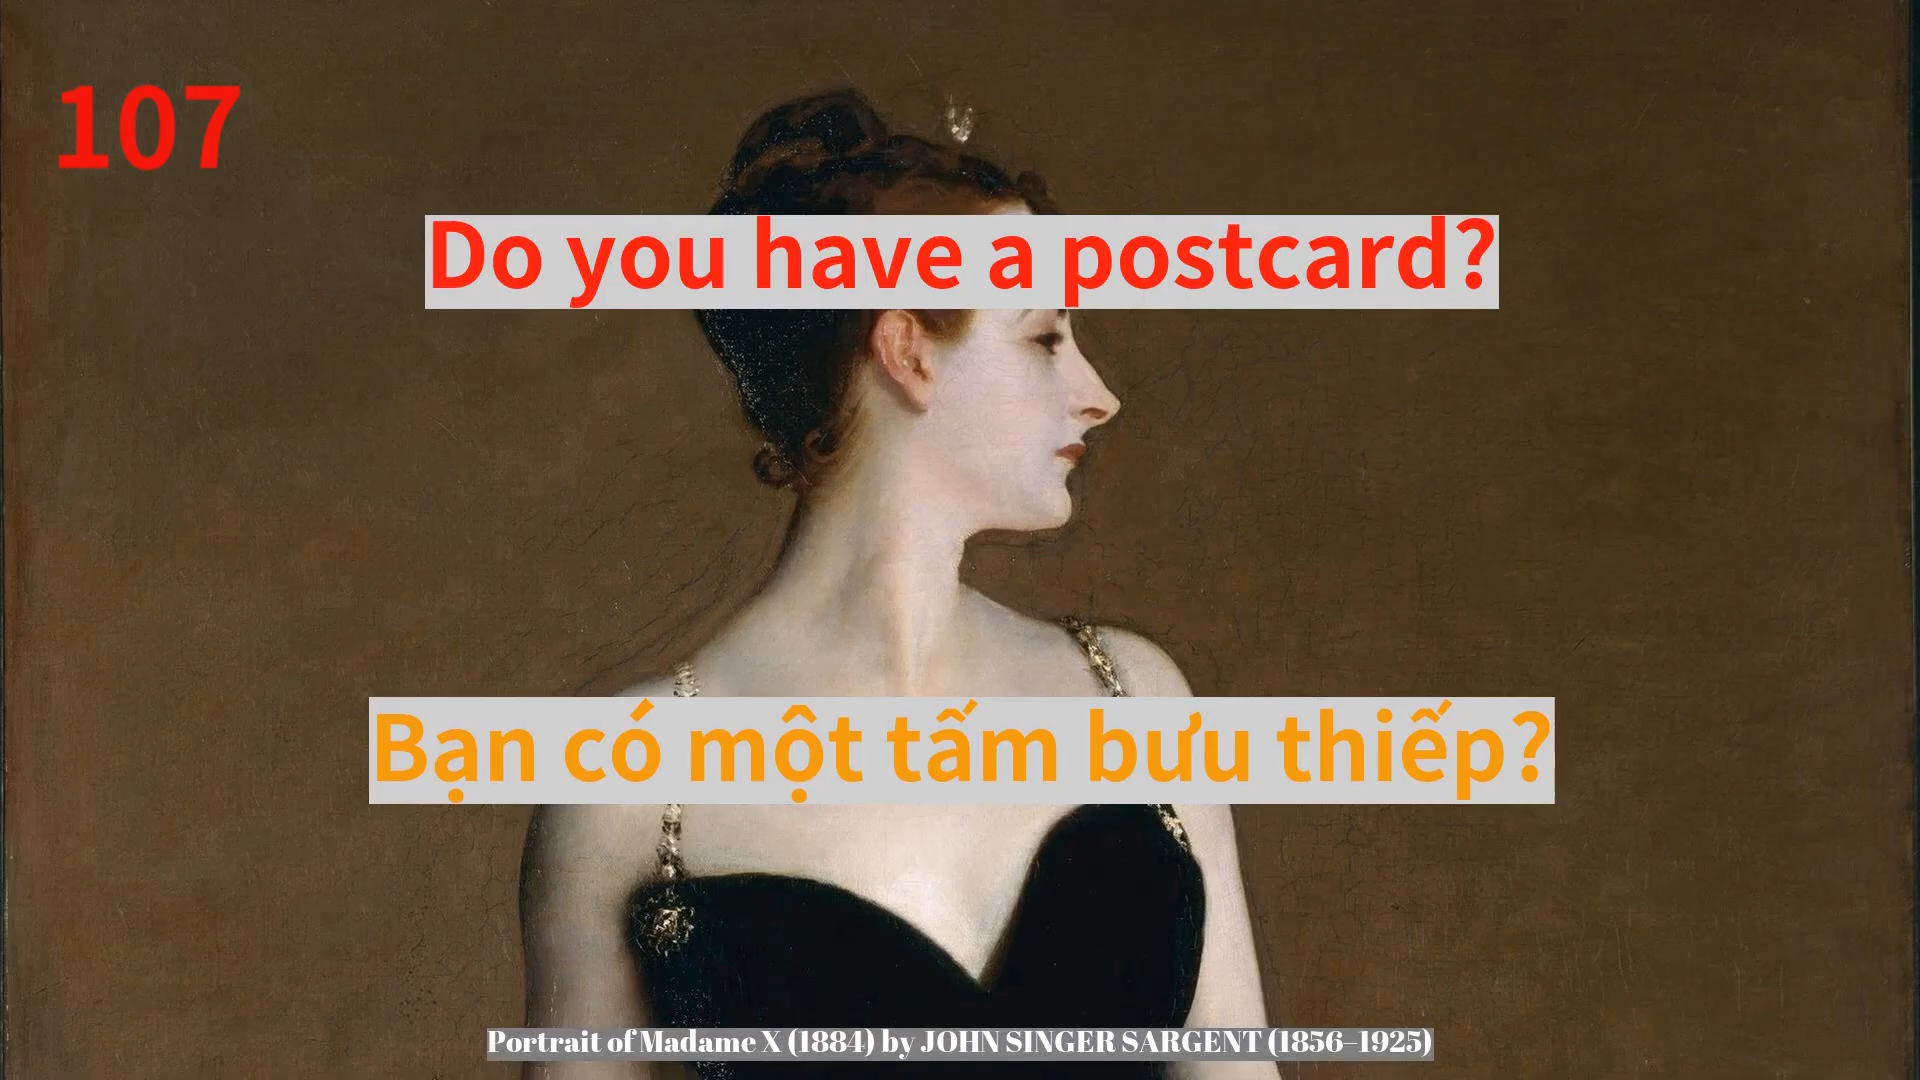 107
Do you have a postcard?
Bạn có một tấm bưu thiếp?
Portrait of Madame X (1884) by JOHN SINGER SARGENT (1856–1925)